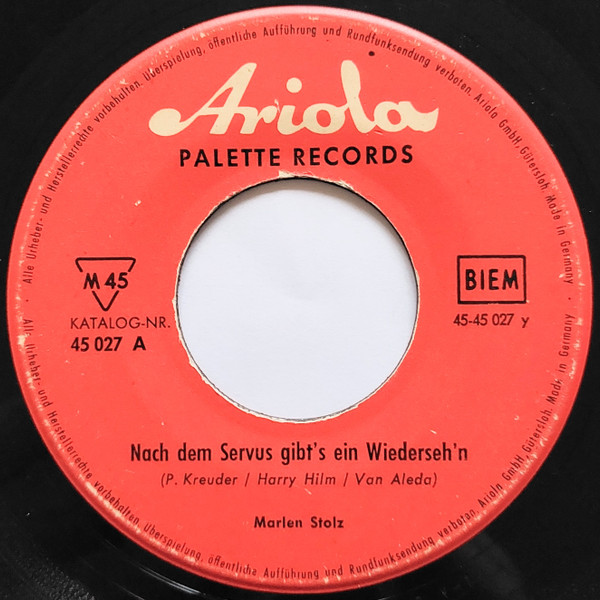 Alle Urheber- und Herstellerrechte vorbehalten. Überspielung, öffentliche Aufführung und Rundfunksendung verboten. Ariola GmbH. Gütersloh. Made in Germany
Ariola
PALETTE RECORDS
M 45
KATALOG-NR.
45 027 A
BIEM
45-45 027 y
Nach dem Servus gibt's ein Wiederseh'n
(P. Kreuder / Harry Hilm / Van Aleda)
Marlen Stolz
Alle Urheber- und Herstellerrechte vorbehalten. Überspielung, öffentliche Aufführung und Rundfunksendung verboten. Ariola GmbH. Gütersloh. Made in Germany